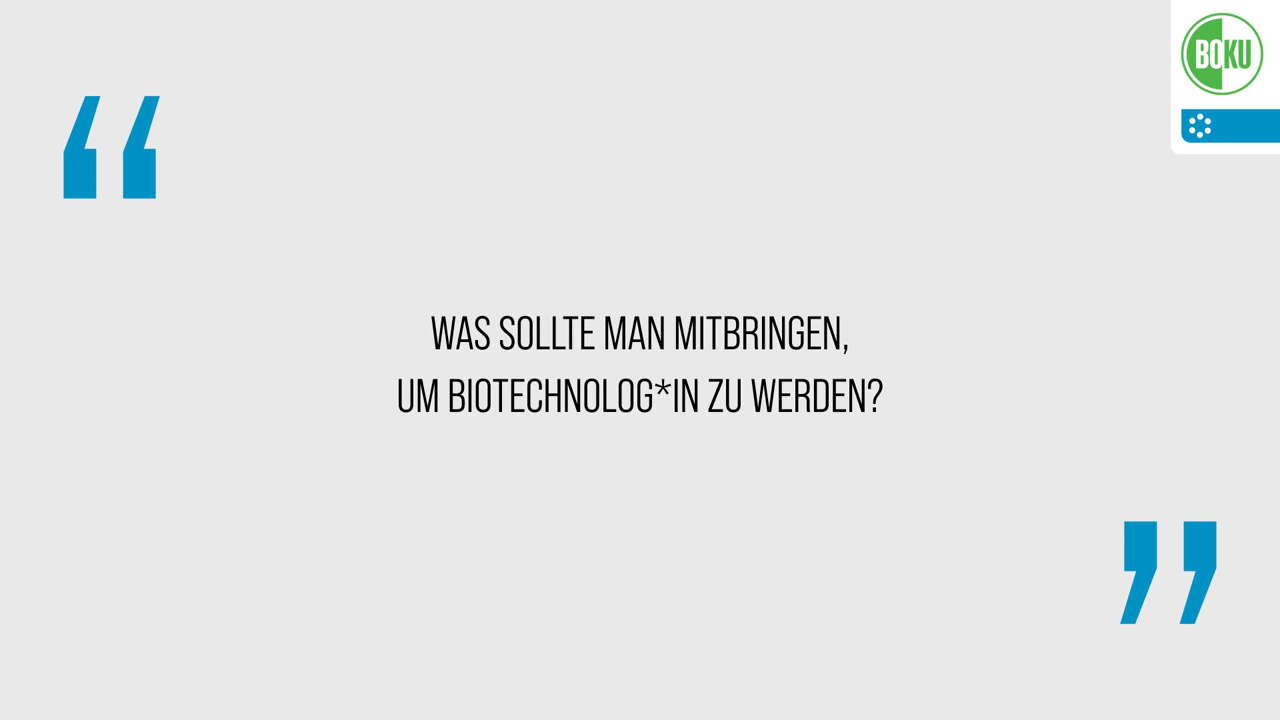 BOKU
“
WAS SOLLTE MAN MITBRINGEN,
UM BIOTECHNOLOG*IN ZU WERDEN?
”